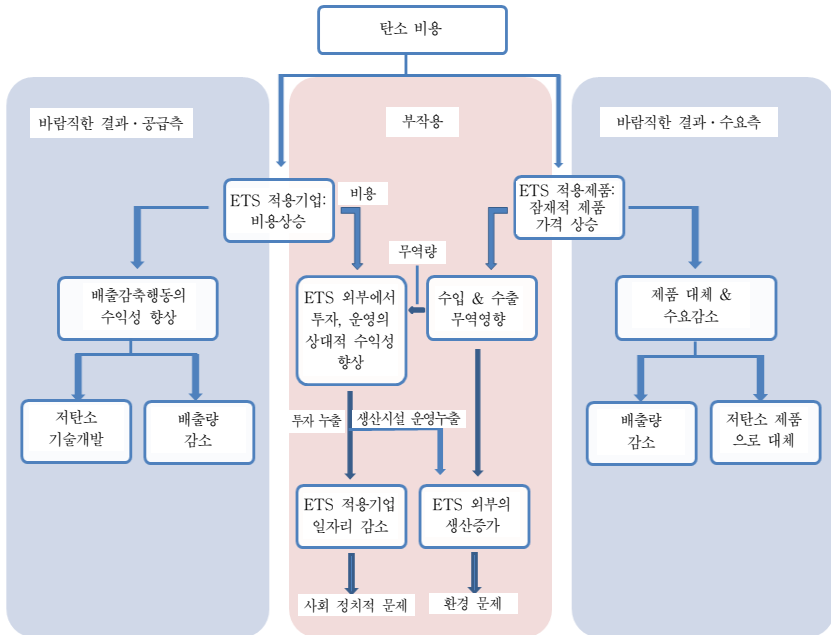 탄소 비용
바람직한 결과·공급측
부작용
바람직한 결과·수요측
ETS 적용기업:
비용상승
비용
ETS 적용제품:
잠재적 제품
가격 상승
무역량
배출감축행동의
수익성 향상
ETS 외부에서
투자, 운영의
상대적 수익성
향상
수입 & 수출
무역영향
제품 대체 &
수요감소
저탄소
기술개발
배출량
감소
투자 누출
생산시설 운영누출
배출량
감소
저탄소 제품
으로 대체
ETS 적용기업
일자리 감소
ETS 외부의
생산증가
사회 정치적 문제
환경 문제